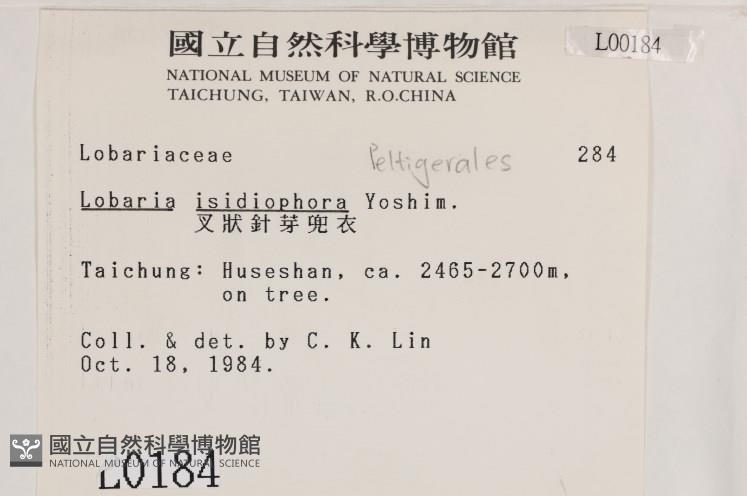 國立自然科學博物館
NATIONAL MUSEUM OF NATURAL SCIENCE
TAICHUNG, TAIWAN, R.O.CHINA
L00184
Lobariaceae Peltigerales 284
Lobaria isidiophora Yoshim.
叉狀針芽兜衣
Taichung: Huseshan, ca. 2465-2700m,
on tree.
Coll. & det. by C. K. Lin
Oct. 18, 1984.
國立自然科學博物館
NATIONAL MUSEUM OF NATURAL SCIENCE
L0184